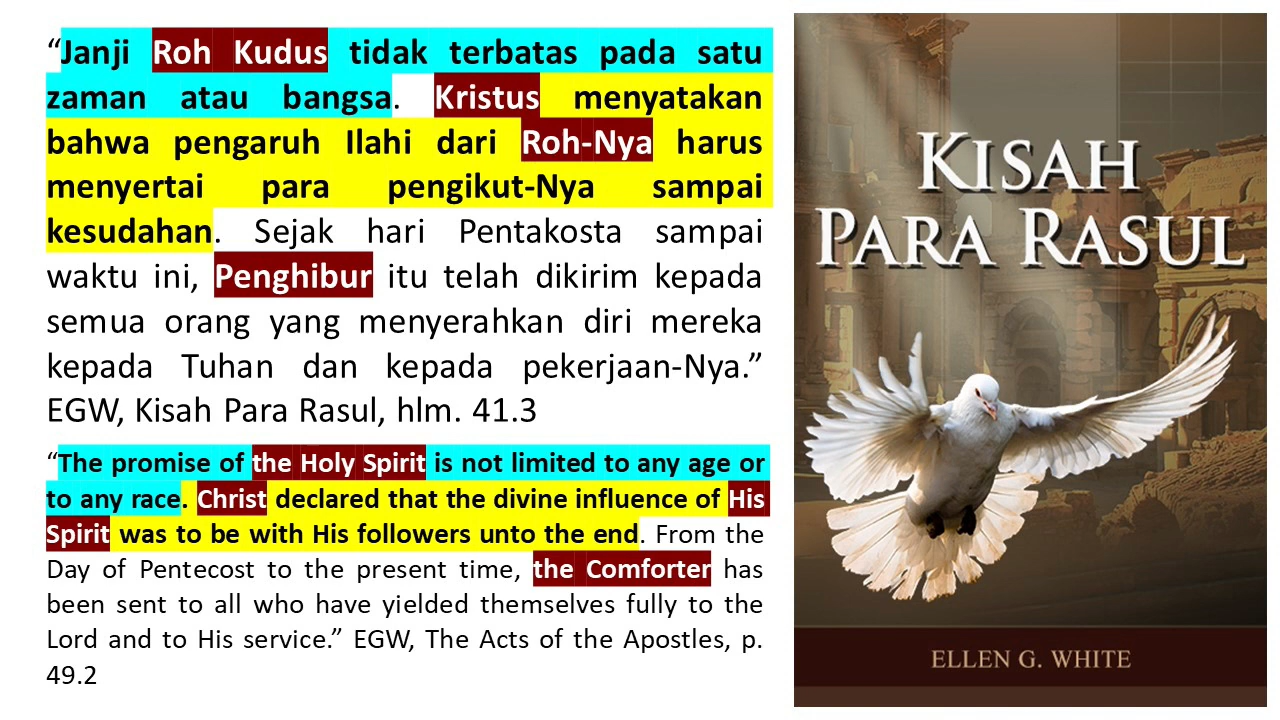 “Janji Roh Kudus tidak terbatas pada satu
zaman atau bangsa. Kristus menyatakan
bahwa pengaruh Ilahi dari Roh-Nya harus
menyertai para pengikut-Nya sampai
kesudahan. Sejak hari Pentakosta sampai
waktu ini, Penghibur itu telah dikirim kepada
semua orang yang menyerahkan diri mereka
kepada Tuhan dan kepada pekerjaan-Nya.”
EGW, Kisah Para Rasul, hlm. 41.3
“The promise of the Holy Spirit is not limited to any age or
to any race. Christ declared that the divine influence of His
Spirit was to be with His followers unto the end. From the
Day of Pentecost to the present time, the Comforter has
been sent to all who have yielded themselves fully to the
Lord and to His service.” EGW, The Acts of the Apostles, p.
49.2
KISAH
PARA RASUL
ELLEN G. WHITE